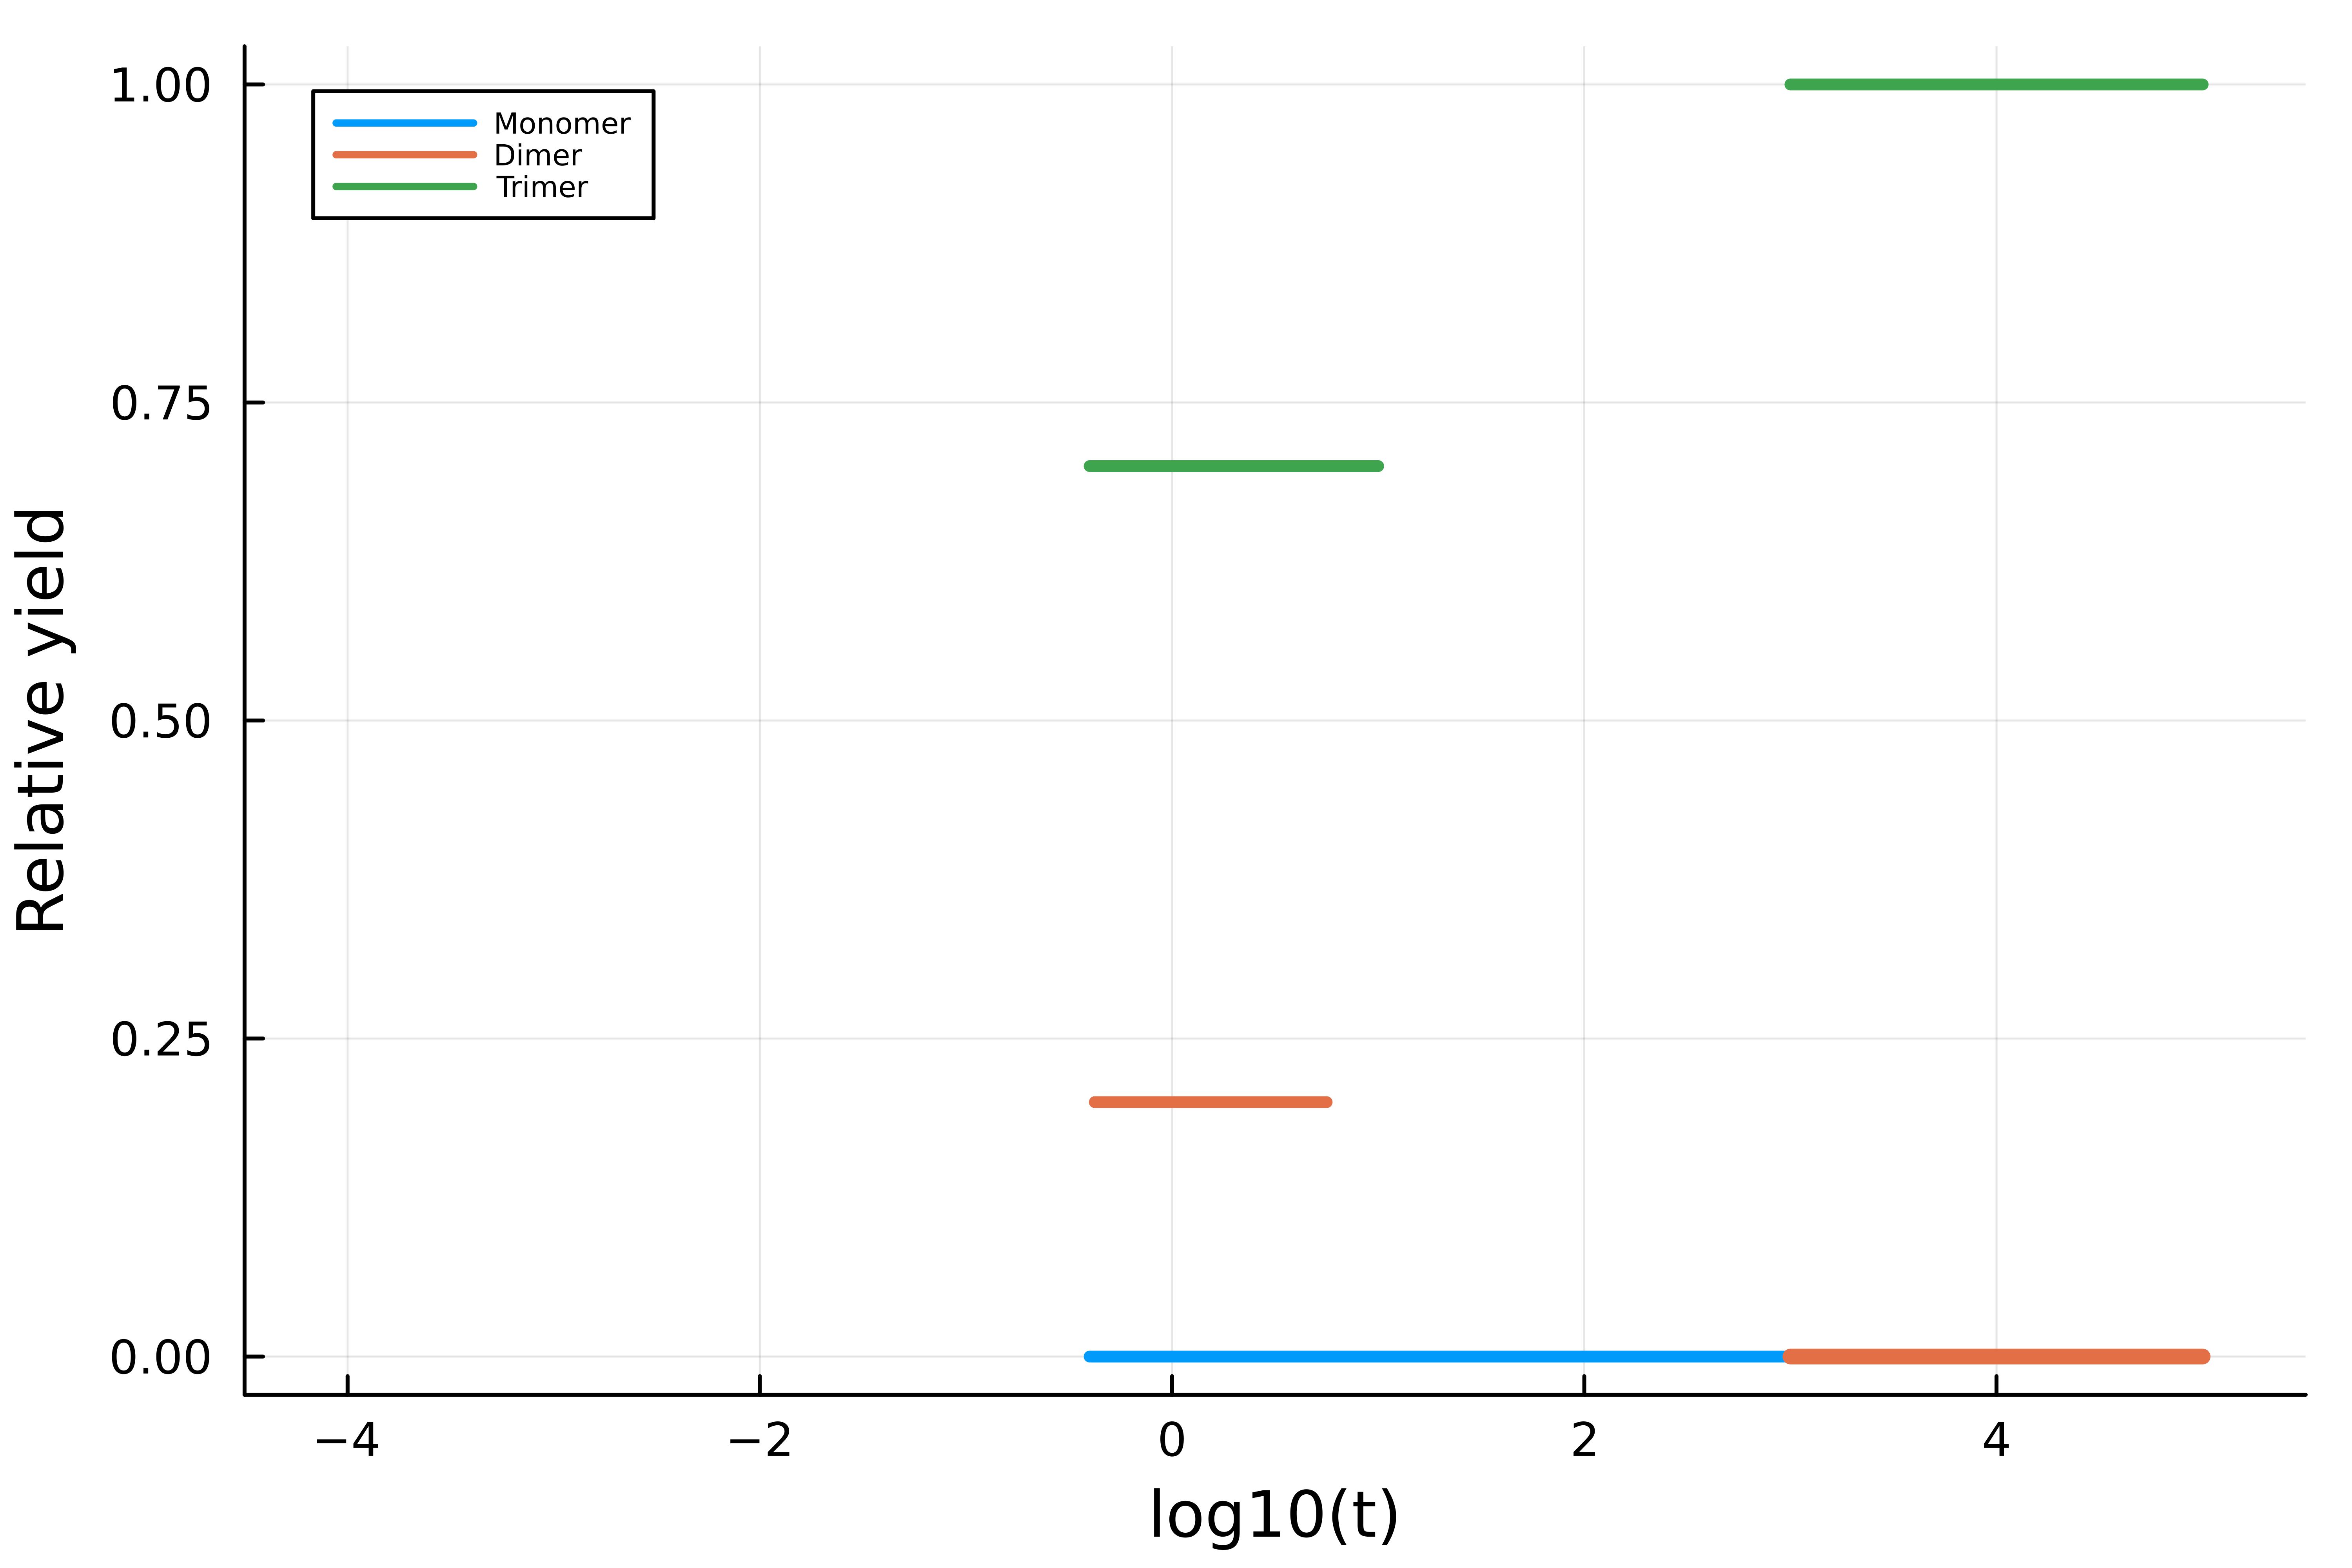 1.00
0.75
0.50
0.25
0.00
Relative yield
Monomer
Dimer
Trimer
−4 −2 0 2 4
log10(t)